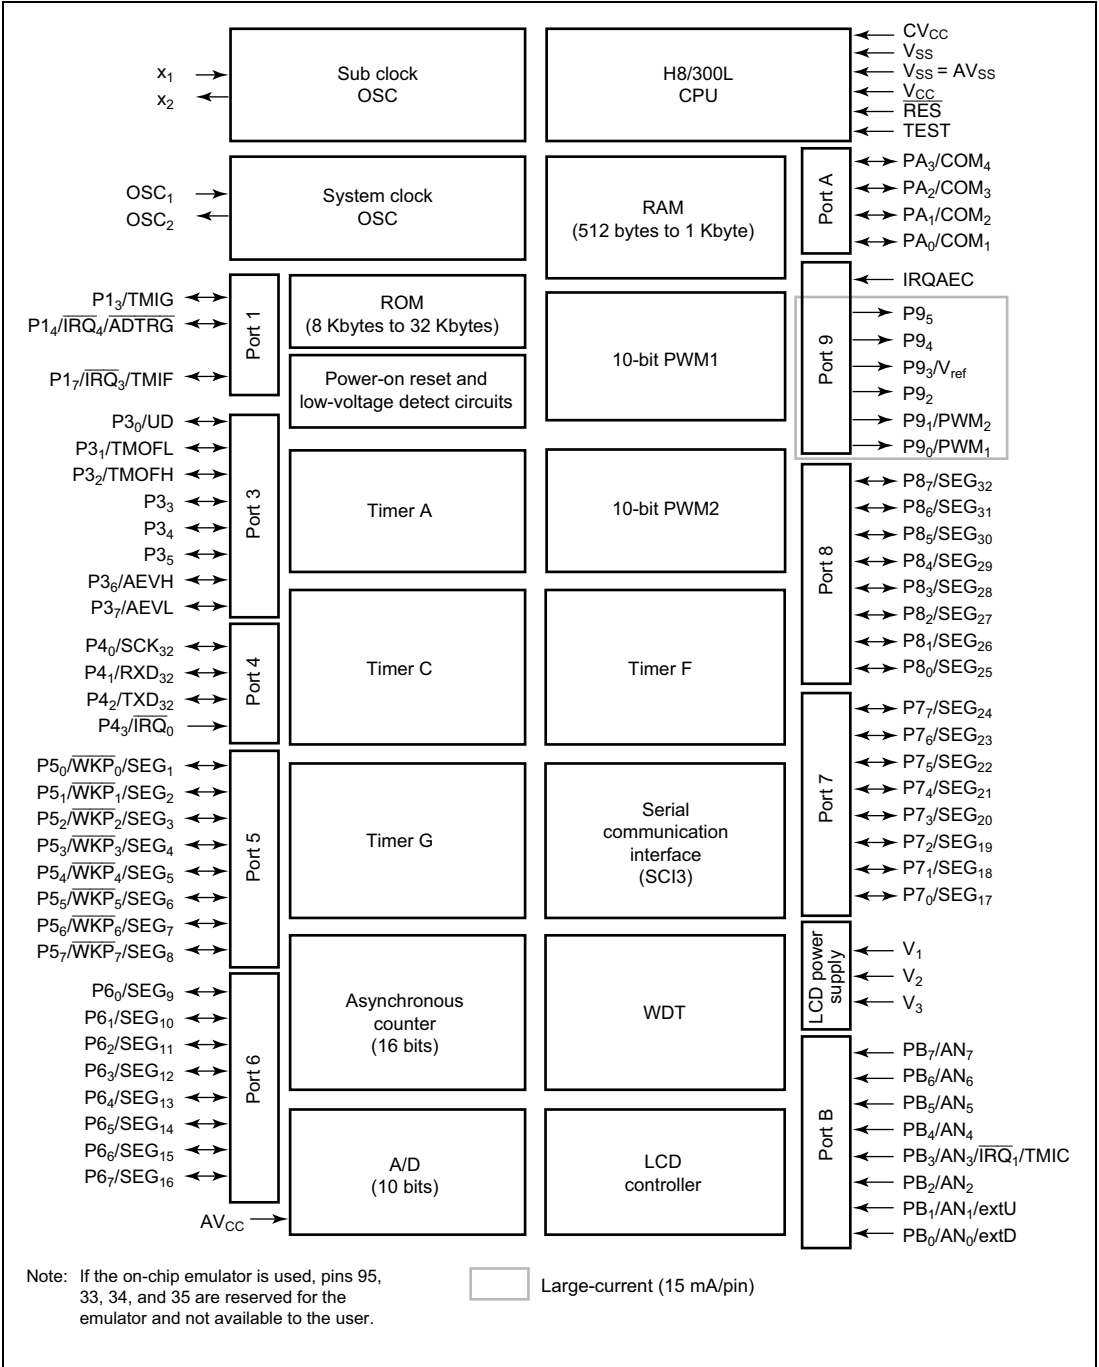 x1
x2
Sub clock
OSC
H8/300L
CPU
CVCC
VSS
VSS = AVSS
VCC
RES
TEST
OSC1
OSC2
System clock
OSC
RAM
(512 bytes to 1 Kbyte)
Port A
PA3/COM4
PA2/COM3
PA1/COM2
PA0/COM1
P13/TMIG
P14/IRQ4/ADTRG
P17/IRQ3/TMIF
Port 1
ROM
(8 Kbytes to 32 Kbytes)
Power-on reset and
low-voltage detect circuits
10-bit PWM1
Port 9
IRQAEC
P95
P94
P93/Vref
P92
P91/PWM2
P90/PWM1
P30/UD
P31/TMOFL
P32/TMOFH
P33
P34
P35
P36/AEVH
P37/AEVL
Port 3
Timer A
10-bit PWM2
Port 8
P87/SEG32
P86/SEG31
P85/SEG30
P84/SEG29
P83/SEG28
P82/SEG27
P81/SEG26
P80/SEG25
P40/SCK32
P41/RXD32
P42/TXD32
P43/IRQ0
Port 4
Timer C
Timer F
Port 7
P77/SEG24
P76/SEG23
P75/SEG22
P74/SEG21
P73/SEG20
P72/SEG19
P71/SEG18
P70/SEG17
P50/WKP0/SEG1
P51/WKP1/SEG2
P52/WKP2/SEG3
P53/WKP3/SEG4
P54/WKP4/SEG5
P55/WKP5/SEG6
P56/WKP6/SEG7
P57/WKP7/SEG8
Port 5
Timer G
Serial
communication
interface
(SCI3)
LCD power
supply
V1
V2
V3
P60/SEG9
P61/SEG10
P62/SEG11
P63/SEG12
P64/SEG13
P65/SEG14
P66/SEG15
P67/SEG16
Port 6
Asynchronous
counter
(16 bits)
WDT
Port B
PB7/AN7
PB6/AN6
PB5/AN5
PB4/AN4
PB3/AN3/IRQ1/TMIC
PB2/AN2
PB1/AN1/extU
PB0/AN0/extD
AVCC
A/D
(10 bits)
LCD
controller
Note: If the on-chip emulator is used, pins 95,
33, 34, and 35 are reserved for the
emulator and not available to the user.
Large-current (15 mA/pin)